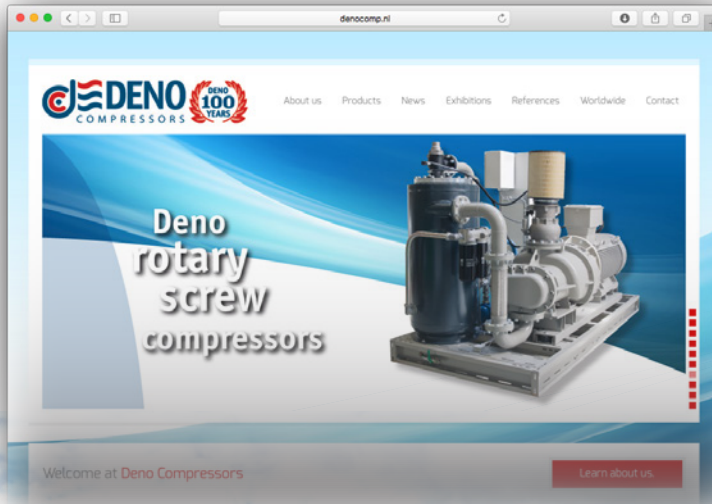 denocomp.nl
DENO
COMPRESSORS
DENO
100
YEARS
About us Products News Exhibitions References Worldwide Contact
Deno
rotary
screw
compressors
Welcome at Deno Compressors
Learn about us.